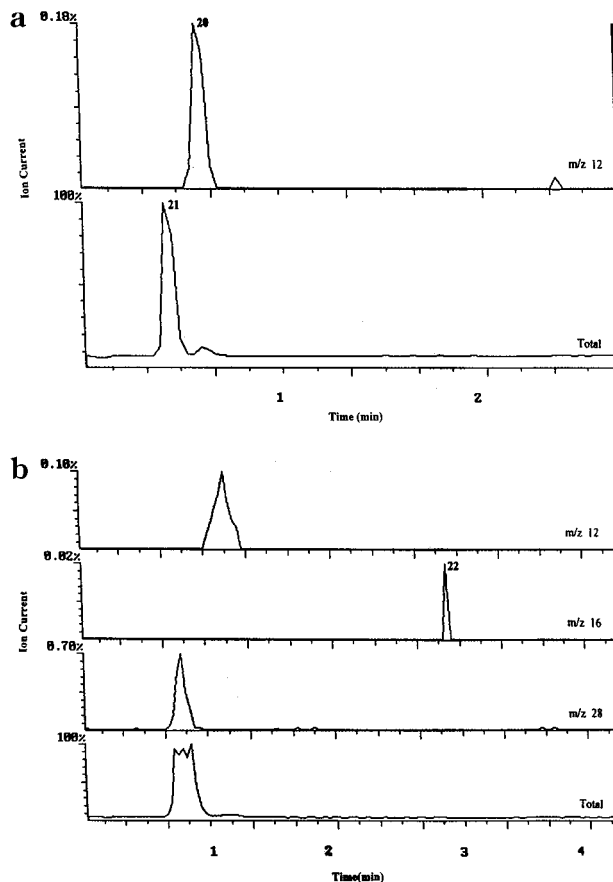 a
0.18%
20
m/z 12
100%
21
Total
Ion Current
1 2
Time (min)
b
0.10%
m/z 12
0.02%
22
m/z 16
Ion Current
0.70%
m/z 28
100%
Total
1 2 3 4
Time(min)